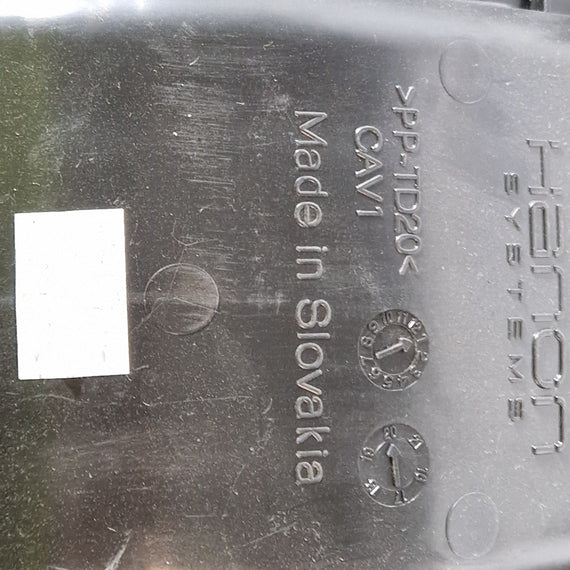 Hanon
SYSTEMS
>PP-TD20<
CAV1
Made in Slovakia